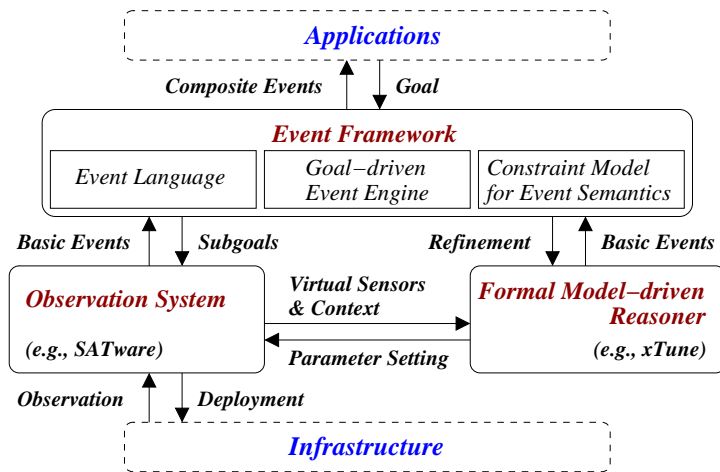 Applications
Composite Events
Goal
Event Framework
Event Language
Goal–driven
Event Engine
Constraint Model
for Event Semantics
Basic Events
Subgoals
Refinement
Basic Events
Observation System
(e.g., SATware)
Virtual Sensors
& Context
Parameter Setting
Formal Model–driven
Reasoner
(e.g., xTune)
Observation
Deployment
Infrastructure